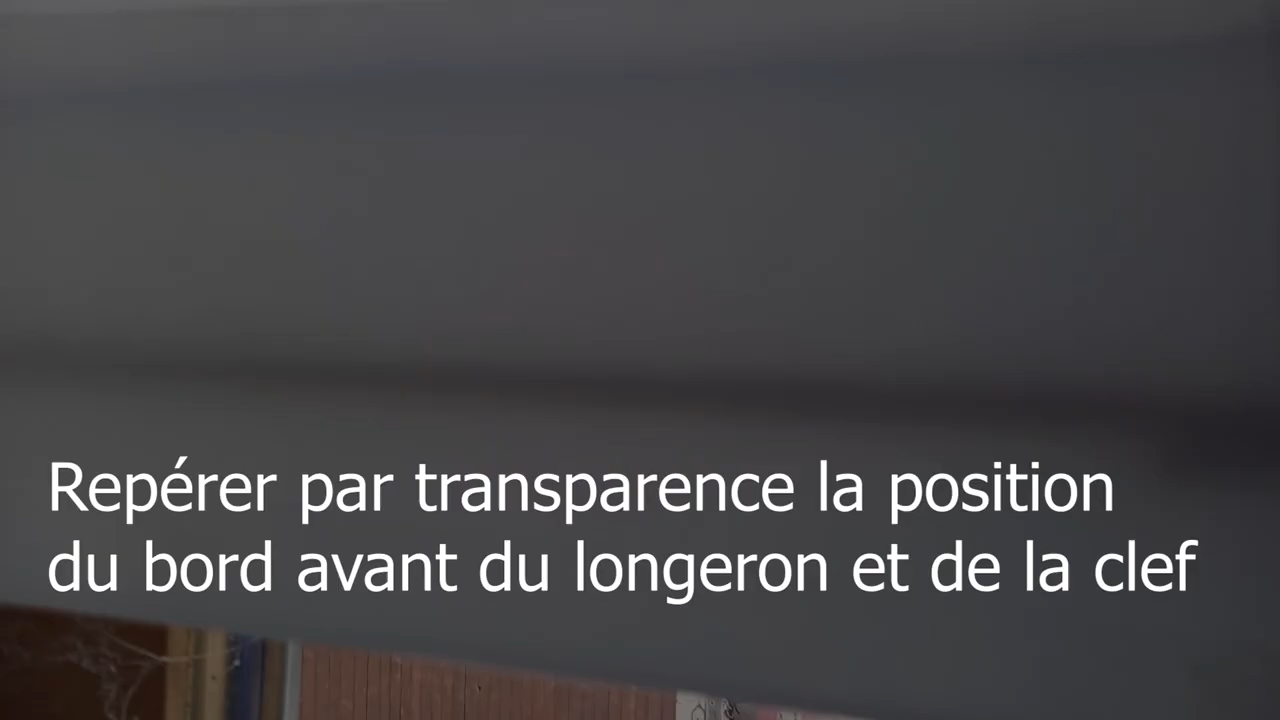 Repérer par transparence la position
du bord avant du longeron et de la clef